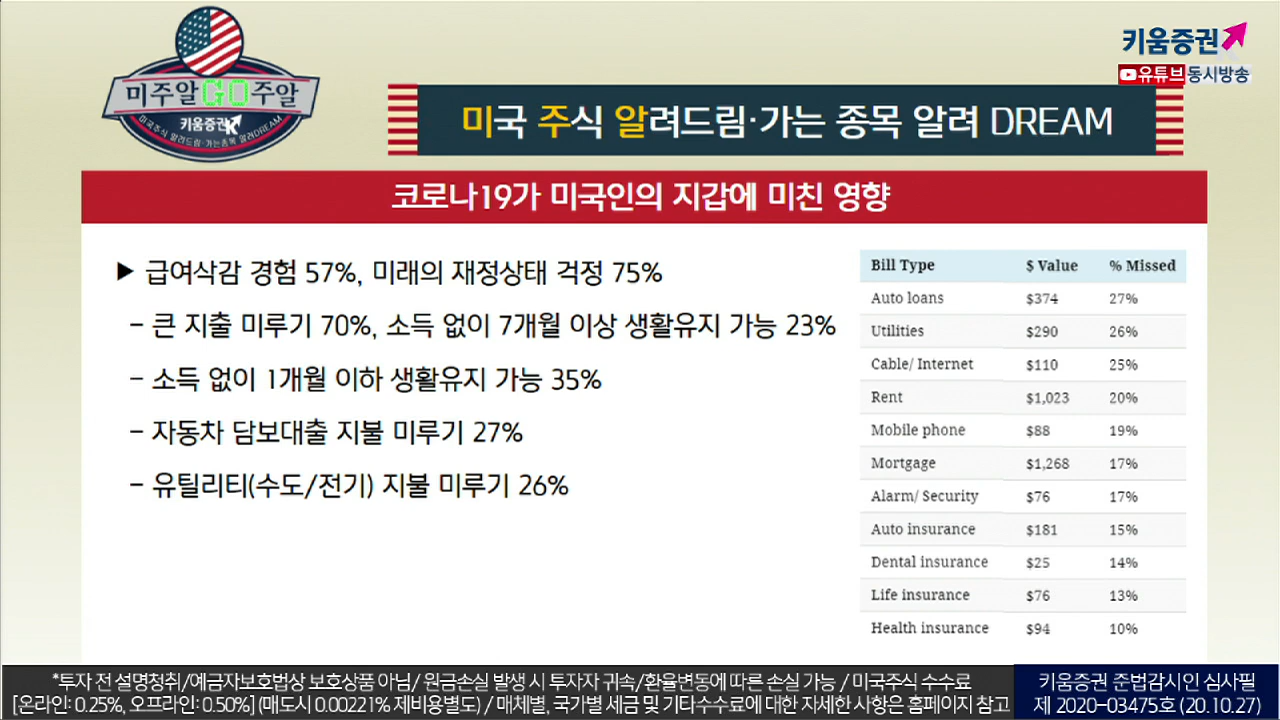 미주알GO주알
키움증권
미국주식 알려드림·가는종목 알려DREAM
키움증권
유튜브 동시방송
미국 주식 알려드림·가는 종목 알려 DREAM
코로나19가 미국인의 지갑에 미친 영향
▶ 급여삭감 경험 57%, 미래의 재정상태 걱정 75%
- 큰 지출 미루기 70%, 소득 없이 7개월 이상 생활유지 가능 23%
- 소득 없이 1개월 이하 생활유지 가능 35%
- 자동차 담보대출 지불 미루기 27%
- 유틸리티(수도/전기) 지불 미루기 26%
Bill Type $ Value % Missed
Auto loans $374 27%
Utilities $290 26%
Cable/ Internet $110 25%
Rent $1,023 20%
Mobile phone $88 19%
Mortgage $1,268 17%
Alarm/ Security $76 17%
Auto insurance $181 15%
Dental insurance $25 14%
Life insurance $76 13%
Health insurance $94 10%
*투자 전 설명청취/예금자보호법상 보호상품 아님/ 원금손실 발생 시 투자자 귀속/환율변동에 따른 손실 가능 / 미국주식 수수료
[온라인: 0.25%, 오프라인: 0.50%] (매도시 0.00221% 제비용별도) / 매체별, 국가별 세금 및 기타수수료에 대한 자세한 사항은 홈페이지 참고
키움증권 준법감시인 심사필
제 2020-03475호 (20.10.27)